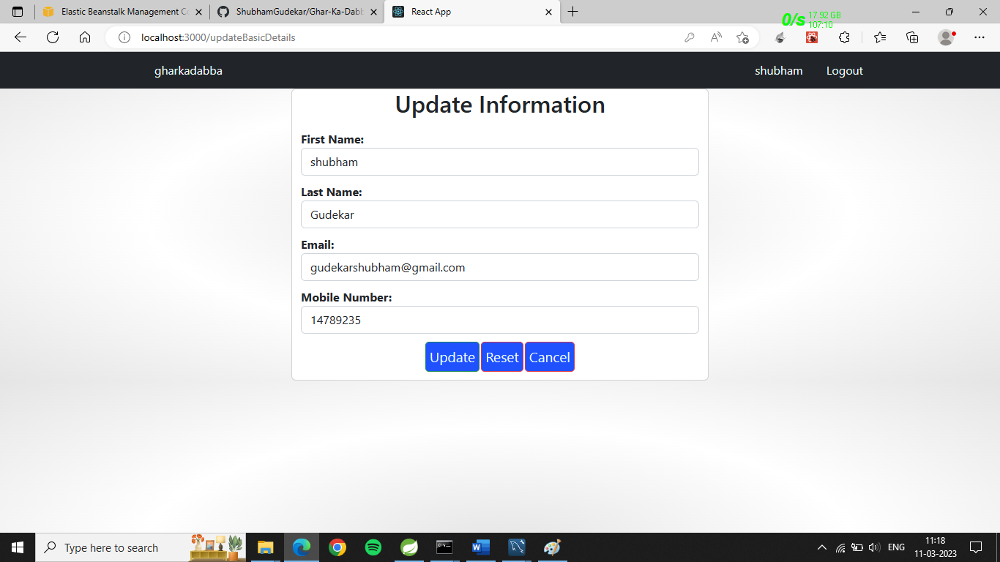 Elastic Beanstalk Management Co
ShubhamGudekar/Ghar-Ka-Dabb
React App
0/s 17.92 GB
107:10
localhost:3000/updateBasicDetails
gharkadabba
shubham
Logout
Update Information
First Name:
shubham
Last Name:
Gudekar
Email:
gudekarshubham@gmail.com
Mobile Number:
14789235
Update Reset Cancel
Type here to search
ENG
11:18
11-03-2023